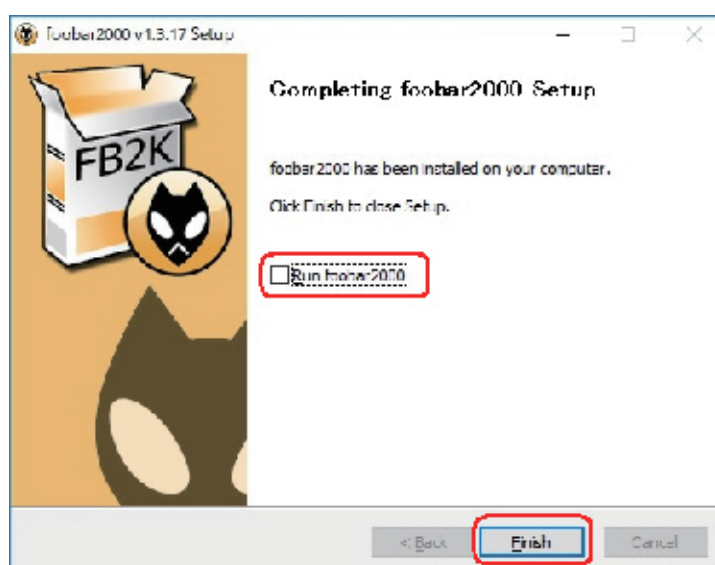 foobar2000 v1.3.17 Setup
Completing foobar2000 Setup
FB2K
foobar2000 has been installed on your computer.
Click Finish to close Setup.
Run foobar2000
< Back
Finish
Cancel